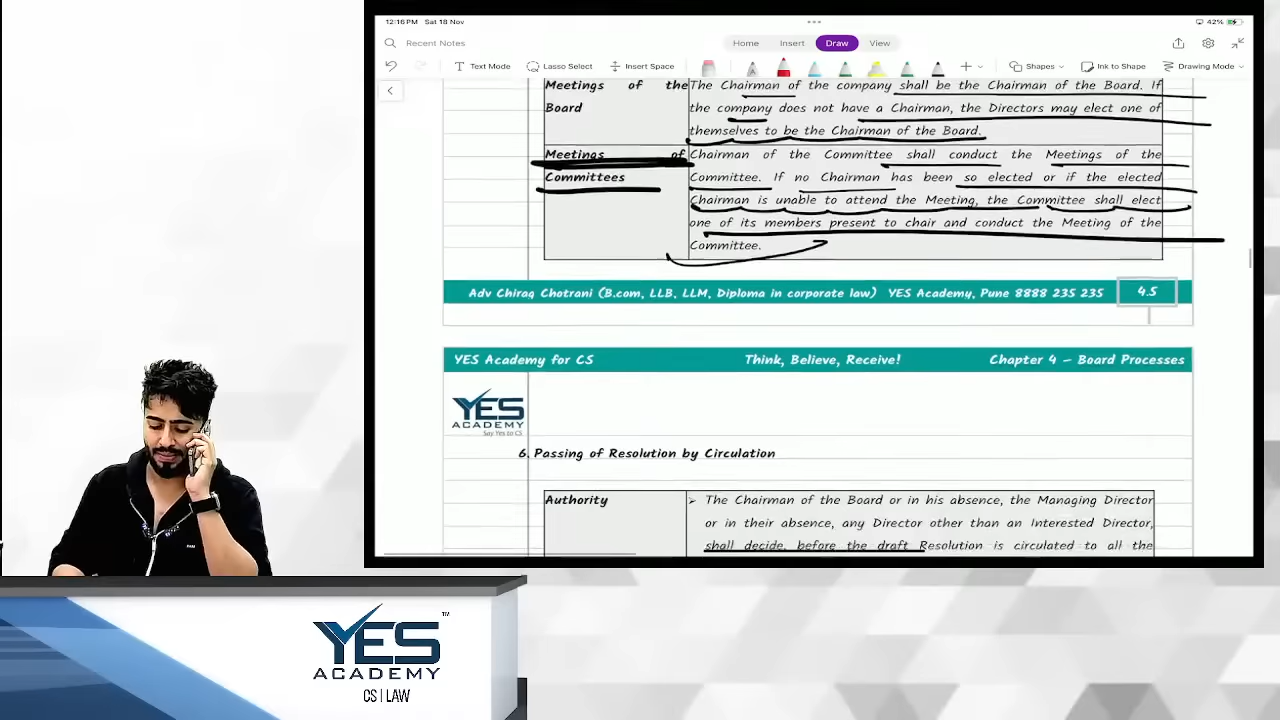 12:16 PM Sat 18 Nov
42%
Recent Notes
Home Insert Draw View
Text Mode Lasso Select Insert Space Shapes Ink to Shape Drawing Mode
Meetings of the Board
The Chairman of the company shall be the Chairman of the Board. If
the company does not have a Chairman, the Directors may elect one of
themselves to be the Chairman of the Board.
Meetings of Committees
Chairman of the Committee shall conduct the Meetings of the
Committee. If no Chairman has been so elected or if the elected
Chairman is unable to attend the Meeting, the Committee shall elect
one of its members present to chair and conduct the Meeting of the
Committee.
Adv Chirag Chotrani (B.com, LLB, LLM, Diploma in corporate law) YES Academy, Pune 8888 235 235 4.5
YES Academy for CS Think, Believe, Receive! Chapter 4 – Board Processes
YES
ACADEMY
Say Yes to CS
6. Passing of Resolution by Circulation
Authority
➢ The Chairman of the Board or in his absence, the Managing Director
or in their absence, any Director other than an Interested Director,
shall decide, before the draft Resolution is circulated to all the
YES ™
ACADEMY
CS | LAW